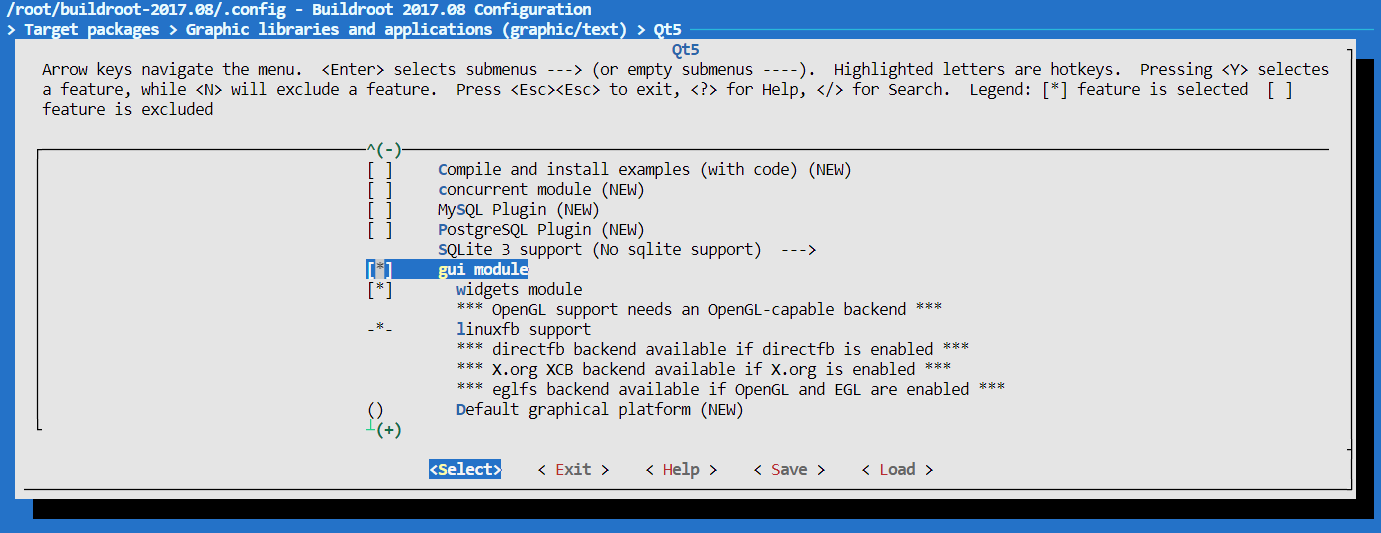 /root/buildroot-2017.08/.config - Buildroot 2017.08 Configuration
> Target packages > Graphic libraries and applications (graphic/text) > Qt5
Qt5
Arrow keys navigate the menu.  <Enter> selects submenus ---> (or empty submenus ----).  Highlighted letters are hotkeys.  Pressing <Y> selectes
a feature, while <N> will exclude a feature.  Press <Esc><Esc> to exit, <?> for Help, </> for Search.  Legend: [*] feature is selected  [ ]
feature is excluded
^(-)
[ ] Compile and install examples (with code) (NEW)
[ ] concurrent module (NEW)
[ ] MySQL Plugin (NEW)
[ ] PostgreSQL Plugin (NEW)
SQLite 3 support (No sqlite support)  --->
[*] gui module
[*] widgets module
*** OpenGL support needs an OpenGL-capable backend ***
-*- linuxfb support
*** directfb backend available if directfb is enabled ***
*** X.org XCB backend available if X.org is enabled ***
*** eglfs backend available if OpenGL and EGL are enabled ***
() Default graphical platform (NEW)
┴(+)
<Select> < Exit > < Help > < Save > < Load >